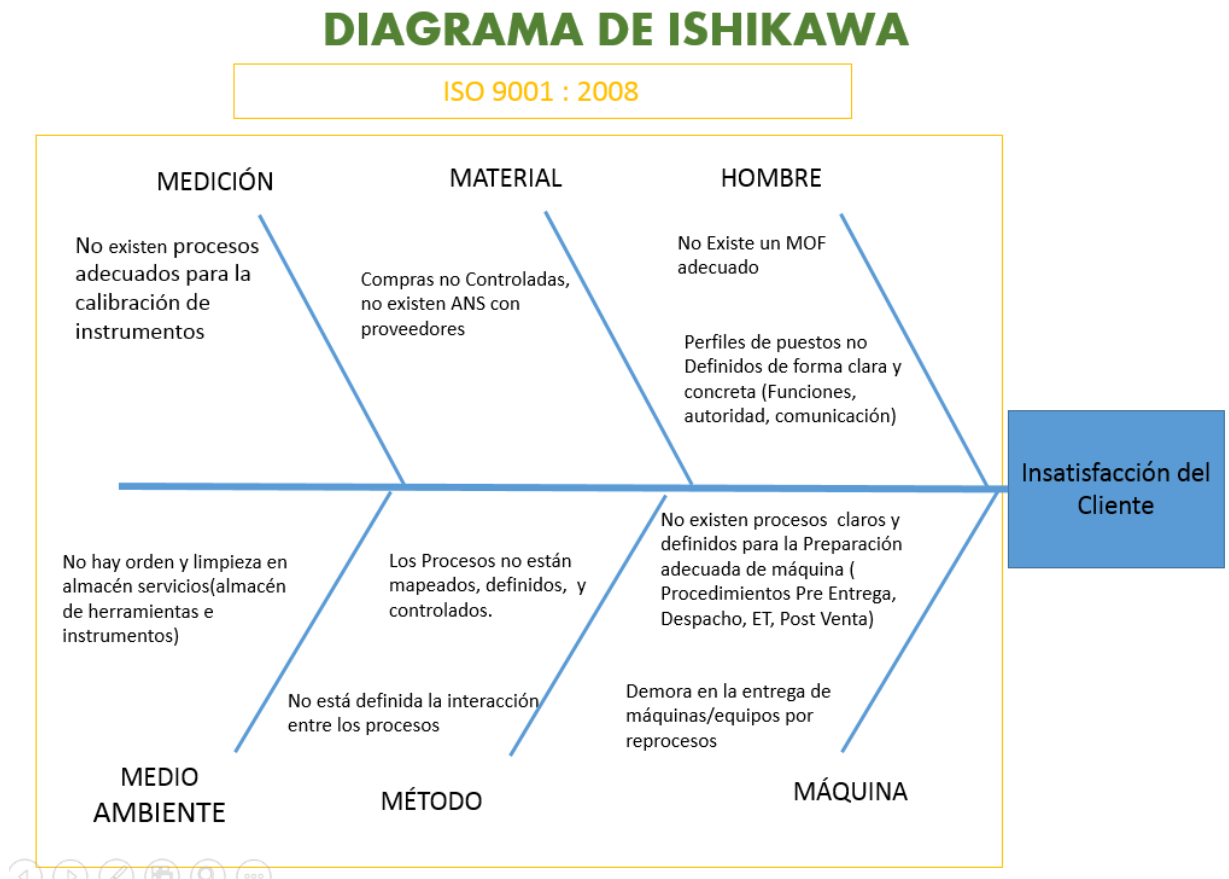 DIAGRAMA DE ISHIKAWA
ISO 9001 : 2008
MEDICIÓN
MATERIAL
HOMBRE
No existen procesos
adecuados para la
calibración de
instrumentos
Compras no Controladas,
no existen ANS con
proveedores
No Existe un MOF
adecuado
Perfiles de puestos no
Definidos de forma clara y
concreta (Funciones,
autoridad, comunicación)
Insatisfacción del
Cliente
No hay orden y limpieza en
almacén servicios(almacén
de herramientas e
instrumentos)
Los Procesos no están
mapeados, definidos, y
controlados.
No está definida la interacción
entre los procesos
No existen procesos claros y
definidos para la Preparación
adecuada de máquina (
Procedimientos Pre Entrega,
Despacho, ET, Post Venta)
Demora en la entrega de
máquinas/equipos por
reprocesos
MEDIO
AMBIENTE
MÉTODO
MÁQUINA